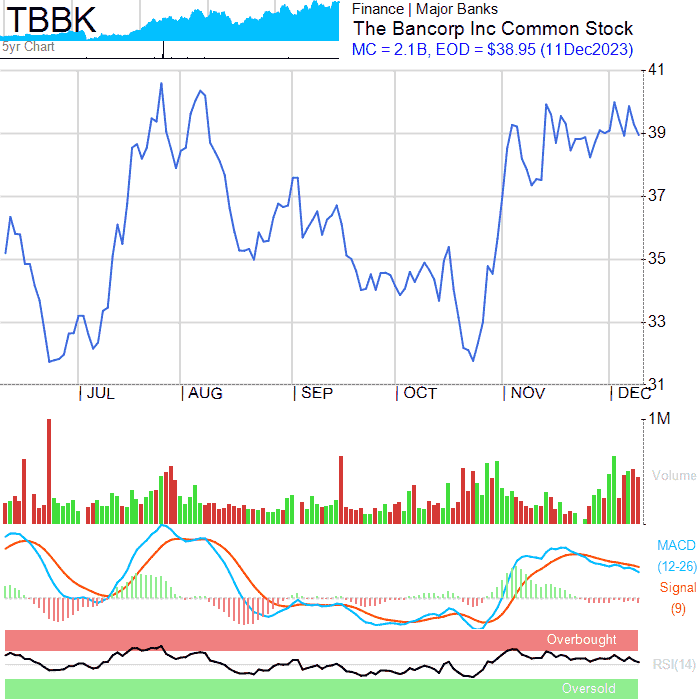 TBBK
5yr Chart
Finance | Major Banks
The Bancorp Inc Common Stock
MC = 2.1B, EOD = $38.95 (11Dec2023)
41
39
37
35
33
31
JUL AUG SEP OCT NOV DEC
1M
Volume
MACD
(12-26)
Signal
(9)
Overbought
RSI(14)
Oversold